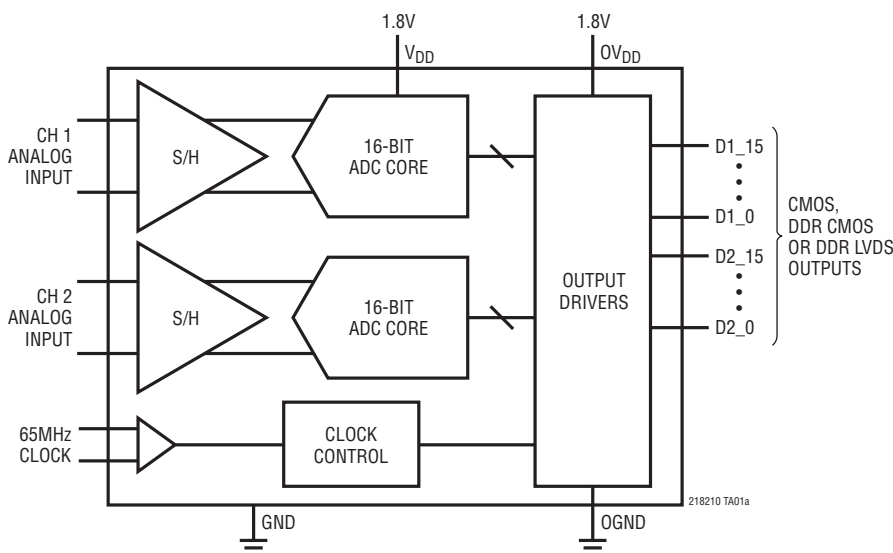 1.8V
1.8V
VDD
OVDD
CH 1
ANALOG
INPUT
S/H
16-BIT
ADC CORE
D1_15
D1_0
CH 2
ANALOG
INPUT
S/H
16-BIT
ADC CORE
OUTPUT
DRIVERS
D2_15
D2_0
CMOS,
DDR CMOS
OR DDR LVDS
OUTPUTS
65MHz
CLOCK
CLOCK
CONTROL
218210 TA01a
GND
OGND